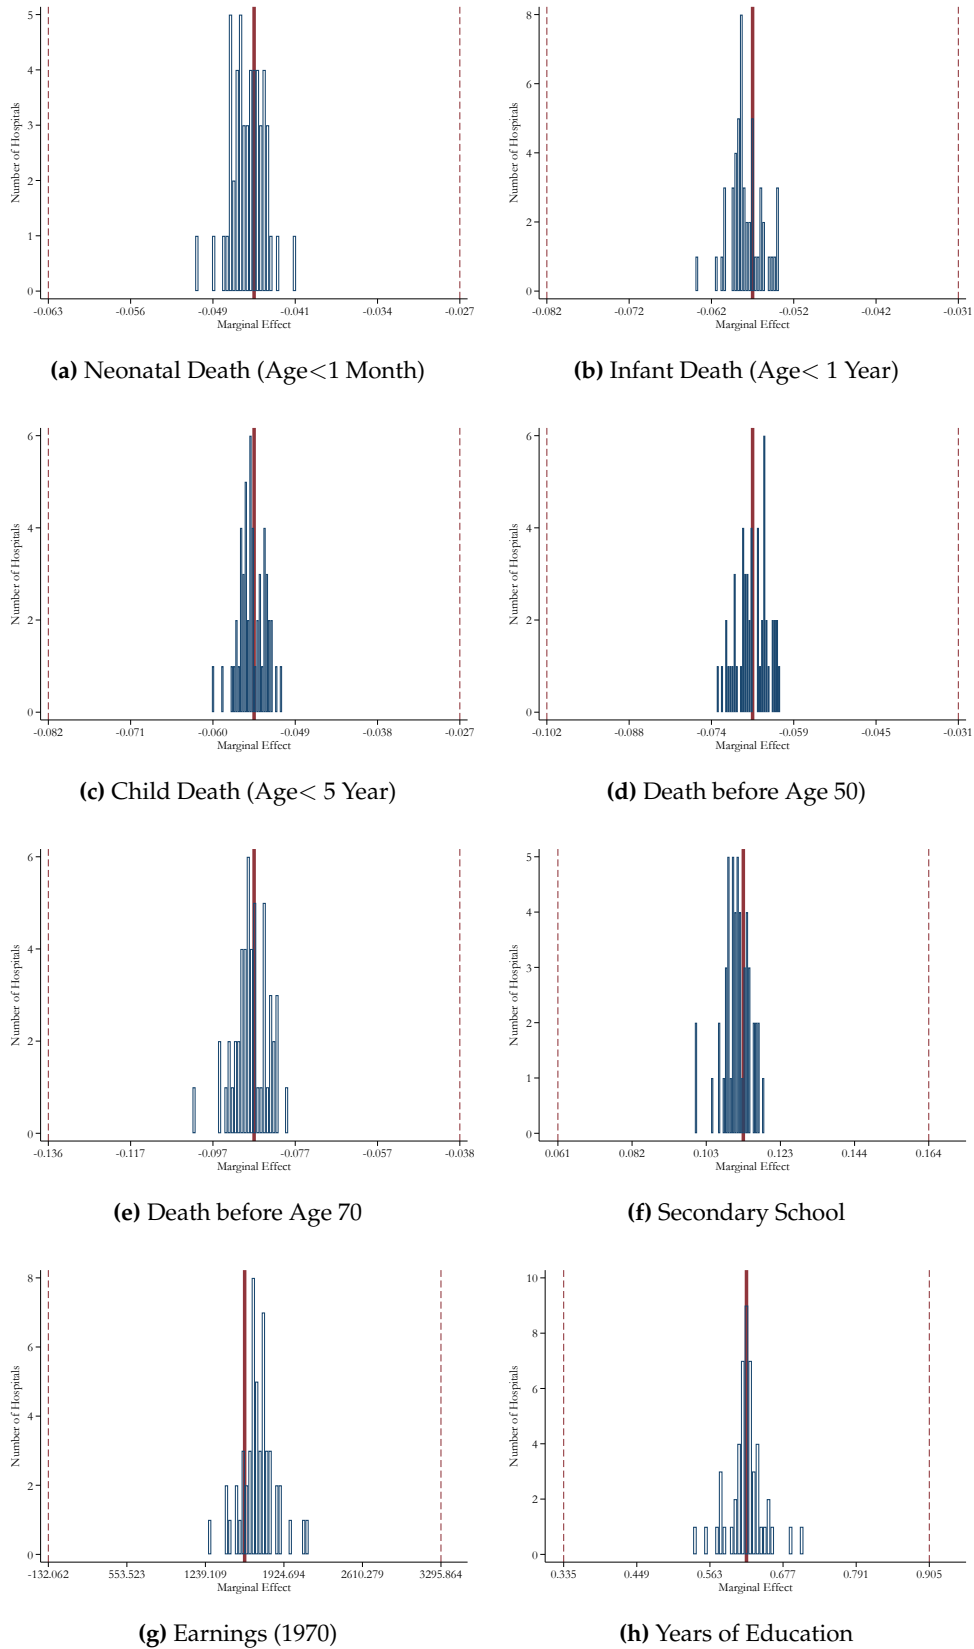 5
4
3
2
1
0
Number of Hospitals
-0.063 -0.056 -0.049 -0.041 -0.034 -0.027
Marginal Effect
(a) Neonatal Death (Age<1 Month)
8
6
4
2
0
Number of Hospitals
-0.082 -0.072 -0.062 -0.052 -0.042 -0.031
Marginal Effect
(b) Infant Death (Age< 1 Year)
6
4
2
0
Number of Hospitals
-0.082 -0.071 -0.060 -0.049 -0.038 -0.027
Marginal Effect
(c) Child Death (Age< 5 Year)
6
4
2
0
Number of Hospitals
-0.102 -0.088 -0.074 -0.059 -0.045 -0.031
Marginal Effect
(d) Death before Age 50)
6
4
2
0
Number of Hospitals
-0.136 -0.117 -0.097 -0.077 -0.057 -0.038
Marginal Effect
(e) Death before Age 70
5
4
3
2
1
0
Number of Hospitals
0.061 0.082 0.103 0.123 0.144 0.164
Marginal Effect
(f) Secondary School
8
6
4
2
0
Number of Hospitals
-132.062 553.523 1239.109 1924.694 2610.279 3295.864
Marginal Effect
(g) Earnings (1970)
10
8
6
4
2
0
Number of Hospitals
0.335 0.449 0.563 0.677 0.791 0.905
Marginal Effect
(h) Years of Education